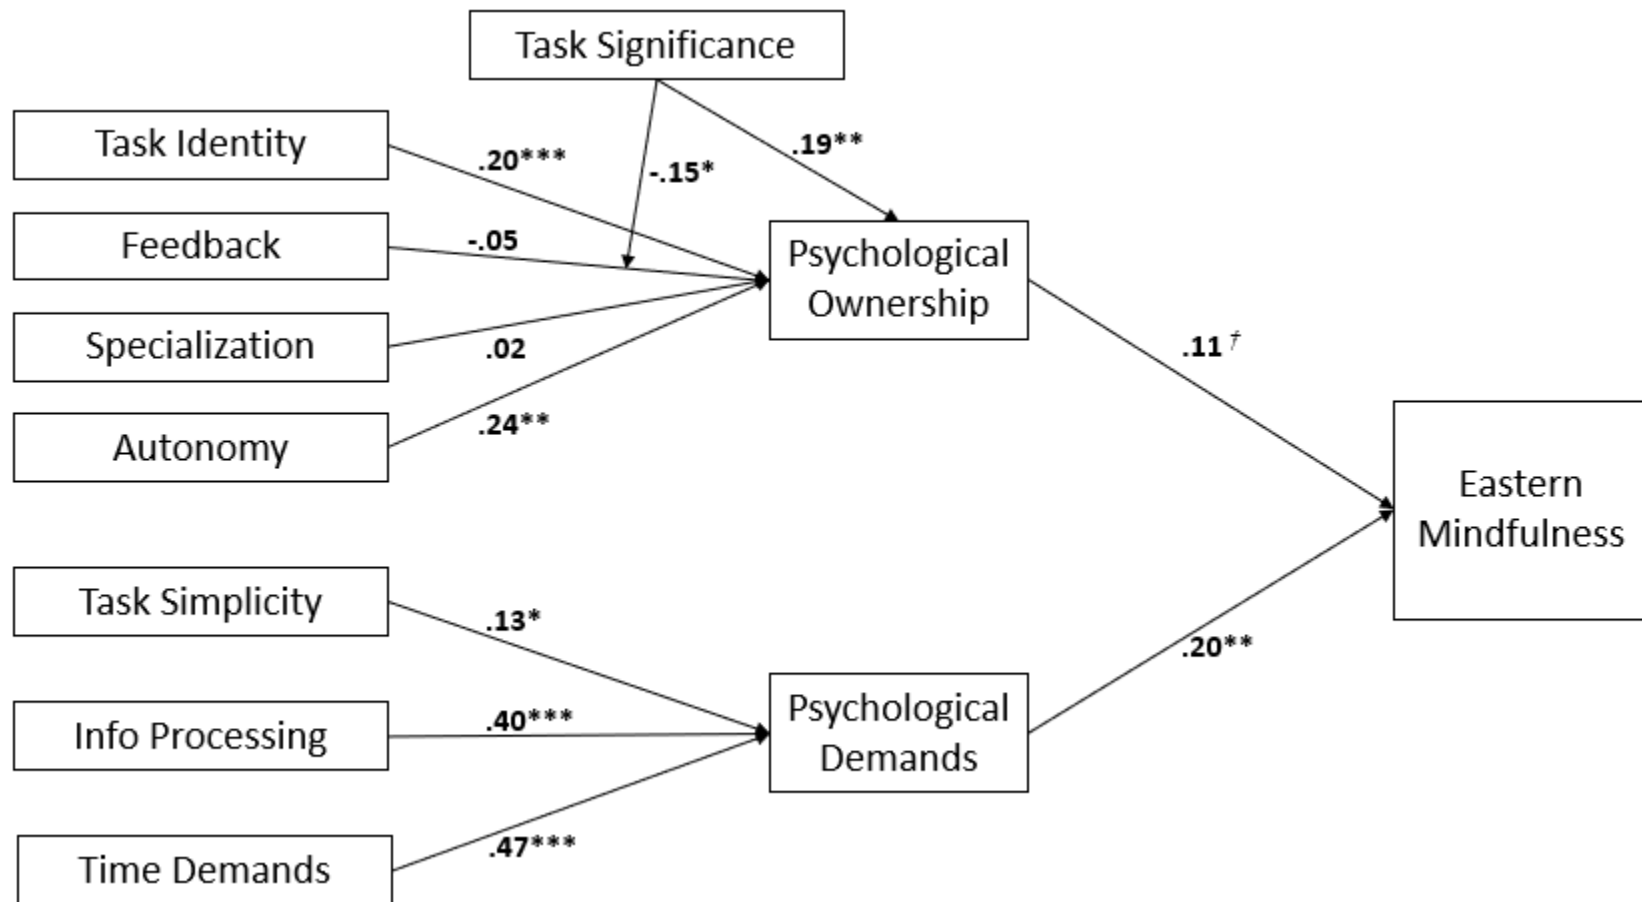 Task Significance
Task Identity
.20***
-.15*
.19**
Feedback
-.05
Psychological
Ownership
Specialization
.02
.11 †
Autonomy
.24**
Eastern
Mindfulness
Task Simplicity
.13*
.20**
Info Processing
.40***
Psychological
Demands
Time Demands
.47***